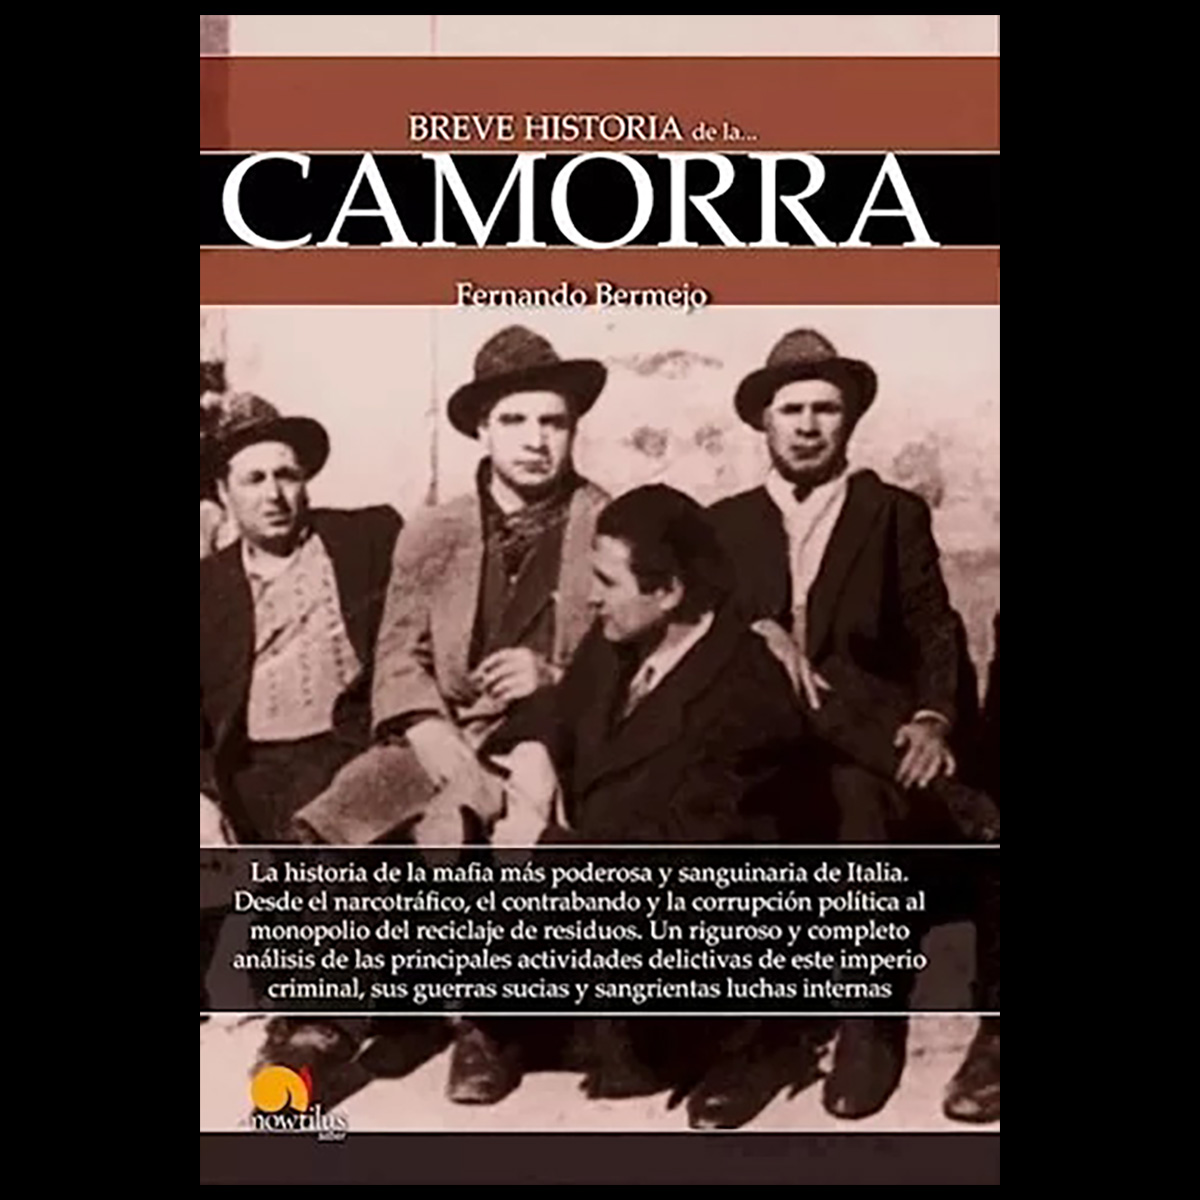 BREVE HISTORIA de la...
CAMORRA
Fernando Bermejo
La historia de la mafia más poderosa y sanguinaria de Italia.
Desde el narcotráfico, el contrabando y la corrupción política al
monopolio del reciclaje de residuos. Un riguroso y completo
análisis de las principales actividades delictivas de este imperio
criminal, sus guerras sucias y sangrientas luchas internas
nowtilus
saber